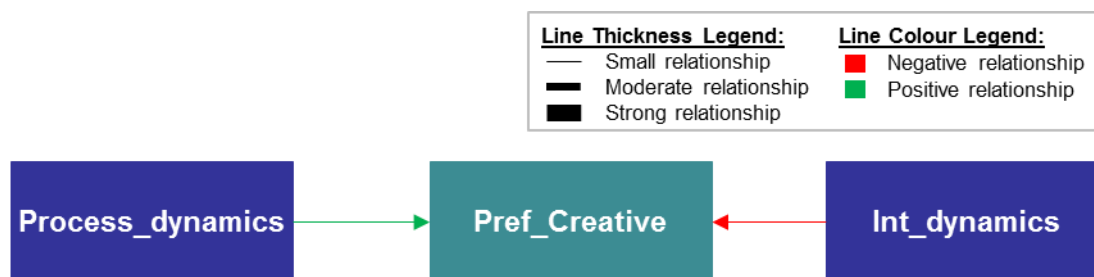 Line Thickness Legend:
Small relationship
Moderate relationship
Strong relationship
Line Colour Legend:
Negative relationship
Positive relationship
Process_dynamics
Pref_Creative
Int_dynamics